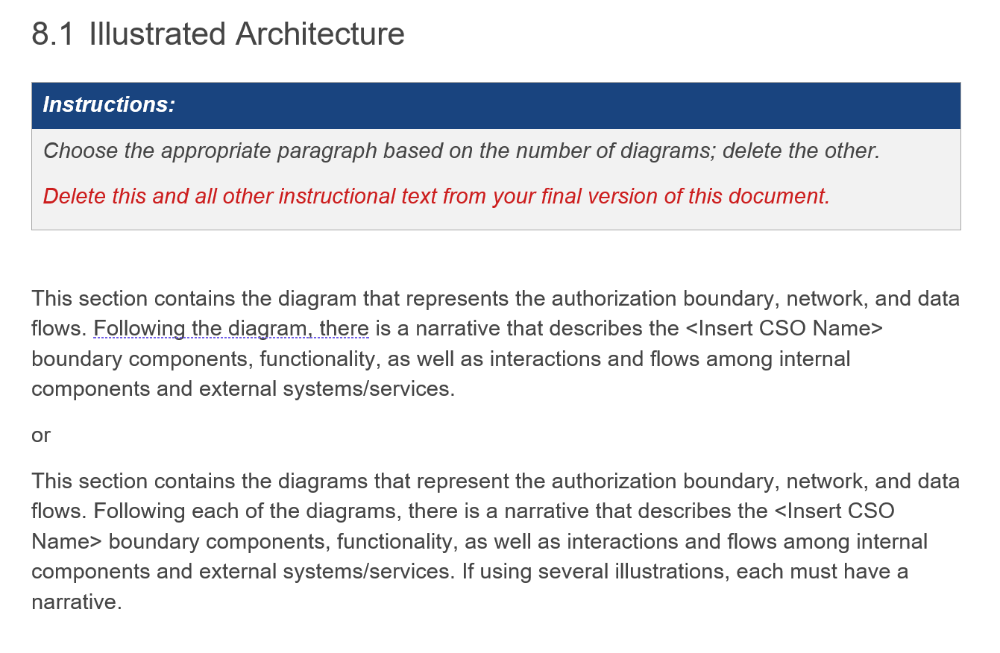 8.1 Illustrated Architecture
Instructions:
Choose the appropriate paragraph based on the number of diagrams; delete the other.
Delete this and all other instructional text from your final version of this document.
This section contains the diagram that represents the authorization boundary, network, and data
flows. Following the diagram, there is a narrative that describes the <Insert CSO Name>
boundary components, functionality, as well as interactions and flows among internal
components and external systems/services.
or
This section contains the diagrams that represent the authorization boundary, network, and data
flows. Following each of the diagrams, there is a narrative that describes the <Insert CSO
Name> boundary components, functionality, as well as interactions and flows among internal
components and external systems/services. If using several illustrations, each must have a
narrative.